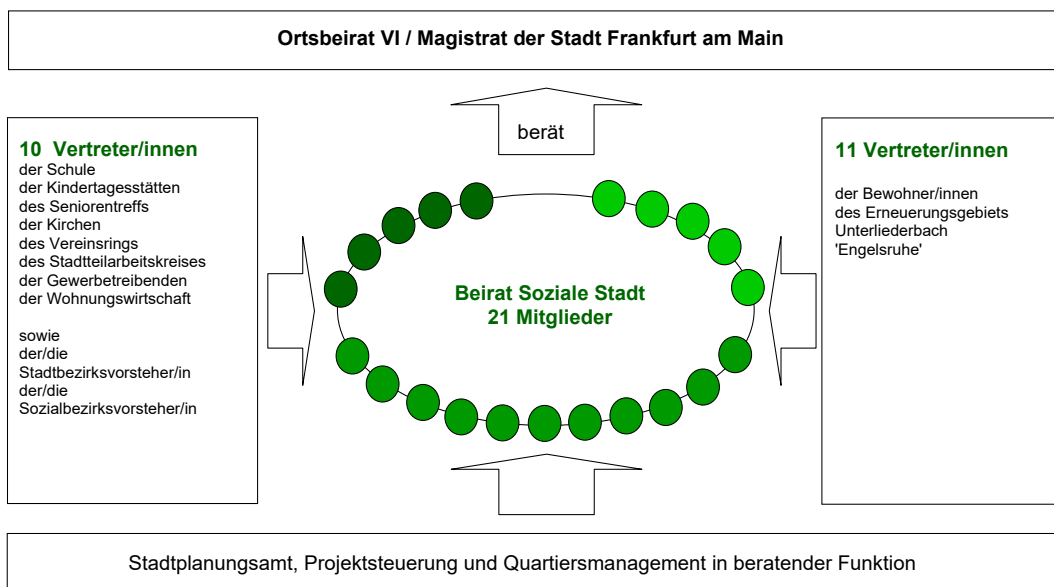 Ortsbeirat VI / Magistrat der Stadt Frankfurt am Main
berät
10 Vertreter/innen
der Schule
der Kindertagesstätten
des Seniorentreffs
der Kirchen
des Vereinsrings
des Stadtteilarbeitskreises
der Gewerbetreibenden
der Wohnungswirtschaft
sowie
der/die
Stadtbezirksvorsteher/in
der/die
Sozialbezirksvorsteher/in
Beirat Soziale Stadt
21 Mitglieder
11 Vertreter/innen
der Bewohner/innen
des Erneuerungsgebiets
Unterliederbach
'Engelsruhe'
Stadtplanungsamt, Projektsteuerung und Quartiersmanagement in beratender Funktion